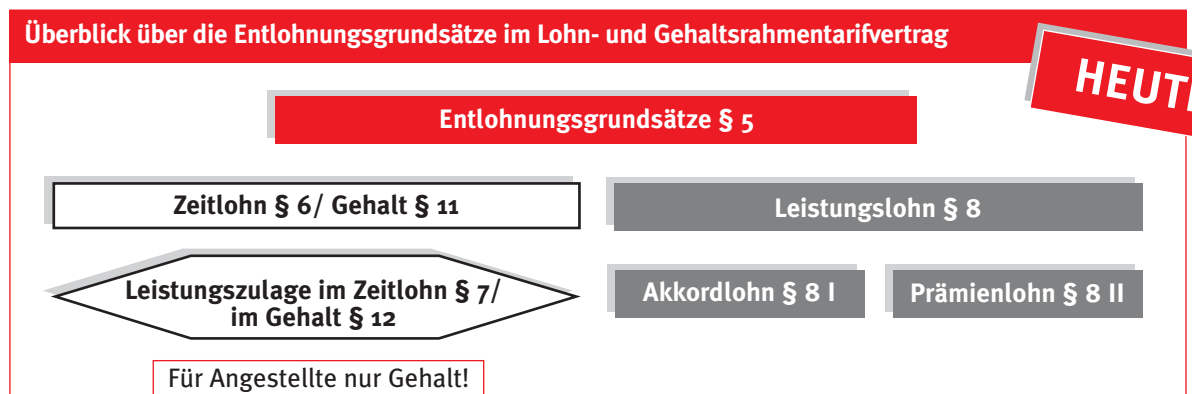 Überblick über die Entlohnungsgrundsätze im Lohn- und Gehaltsrahmentarifvertrag
HEUT
Entlohnungsgrundsätze § 5
Zeitlohn § 6/ Gehalt § 11
Leistungslohn § 8
Leistungszulage im Zeitlohn § 7/
im Gehalt § 12
Akkordlohn § 8 I
Prämienlohn § 8 II
Für Angestellte nur Gehalt!